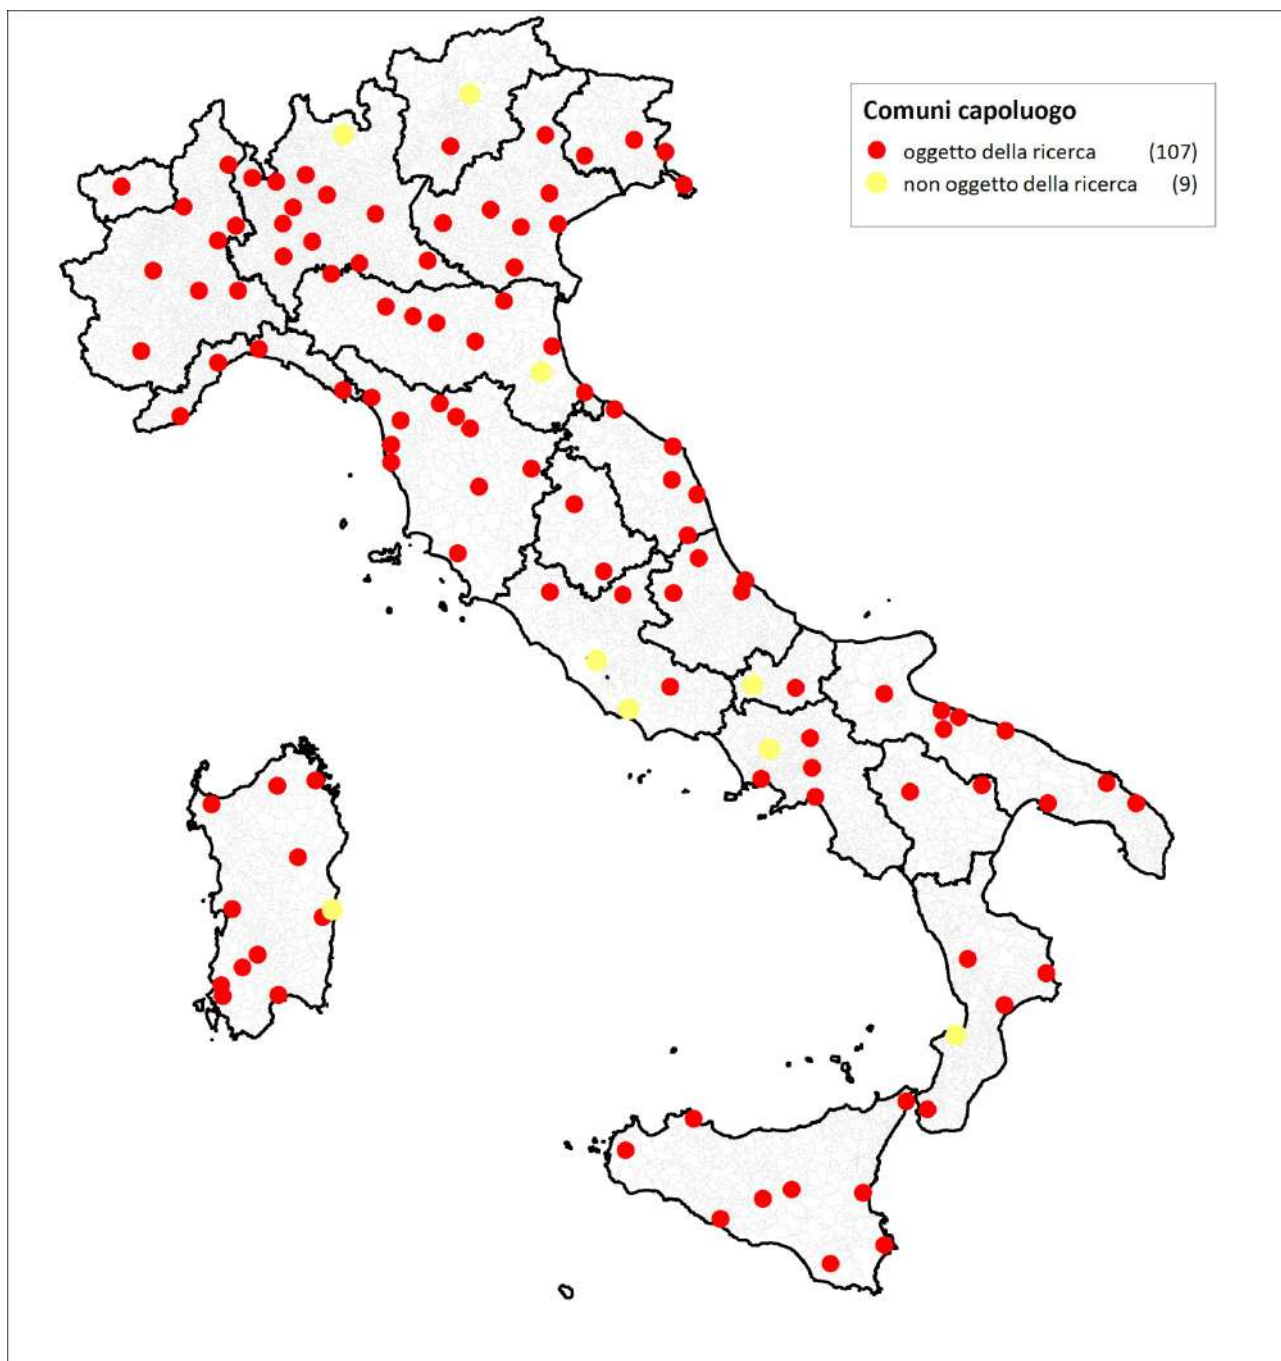 Comuni capoluogo
oggetto della ricerca (107)
non oggetto della ricerca (9)